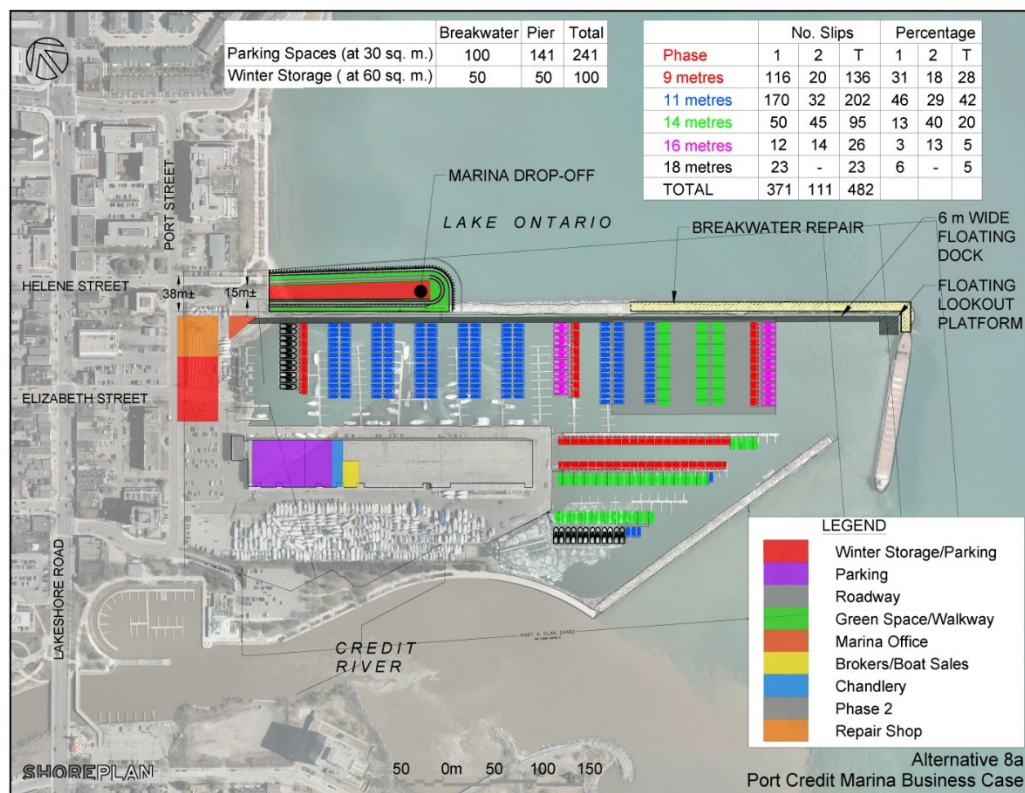 Breakwater Pier Total
Parking Spaces (at 30 sq. m.) 100 141 241
Winter Storage ( at 60 sq. m.) 50 50 100
No. Slips Percentage
Phase 1 2 T 1 2 T
9 metres 116 20 136 31 18 28
11 metres 170 32 202 46 29 42
14 metres 50 45 95 13 40 20
16 metres 12 14 26 3 13 5
18 metres 23 - 23 6 - 5
TOTAL 371 111 482
MARINA DROP-OFF
LAKE ONTARIO
PORT STREET
BREAKWATER REPAIR
6 m WIDE
FLOATING
DOCK
FLOATING
LOOKOUT
PLATFORM
HELENE STREET
38m±
15m±
ELIZABETH STREET
LAKESHORE ROAD
CREDIT
RIVER
PART 4, PLAN
LEGEND
Winter Storage/Parking
Parking
Roadway
Green Space/Walkway
Marina Office
Brokers/Boat Sales
Chandlery
Phase 2
Repair Shop
SHOREPLAN
50 0m 50 100 150
Alternative 8a
Port Credit Marina Business Case